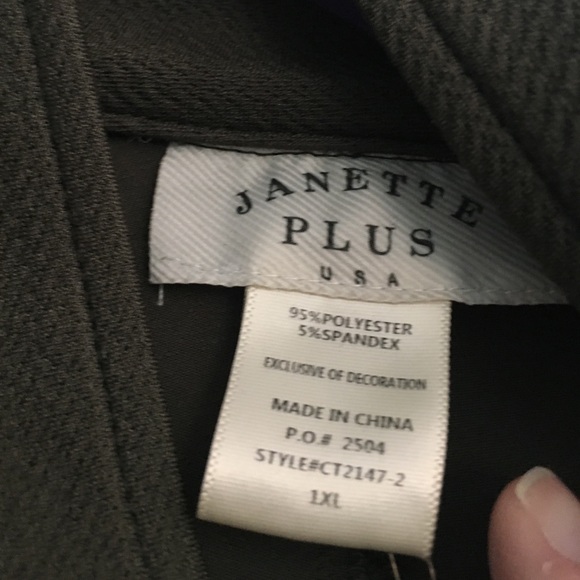 JANETTE
PLUS
USA
95%POLYESTER
5%SPANDEX
EXCLUSIVE OF DECORATION
MADE IN CHINA
P.O.# 2504
STYLE#CT2147-2
1XL